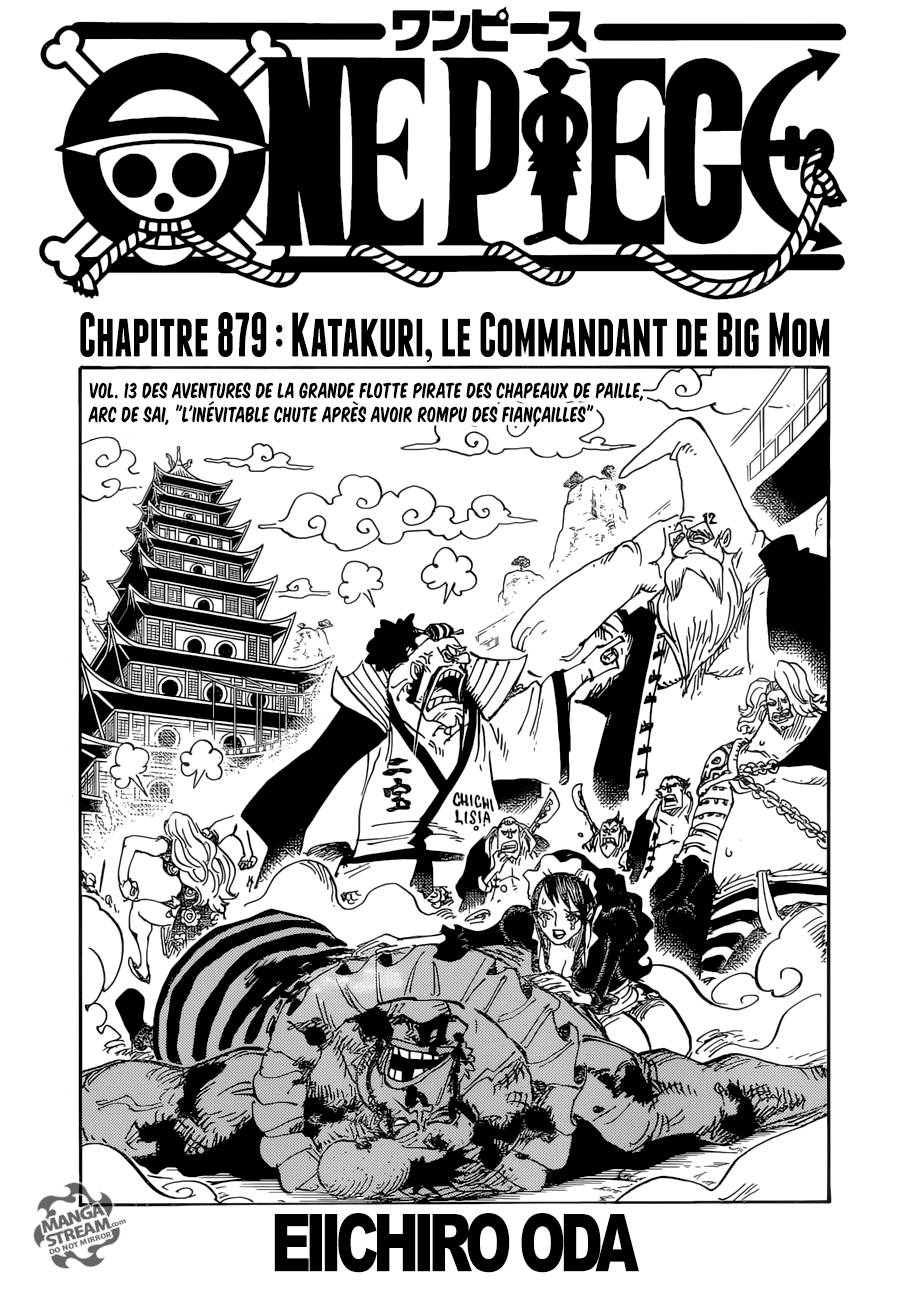 ワンピース
ONE PIECE
CHAPITRE 879 : KATAKURI, LE COMMANDANT DE BIG MOM
VOL. 13 DES AVENTURES DE LA GRANDE FLOTTE PIRATE DES CHAPEAUX DE PAILLE,
ARC DE SAI, "L'INÉVITABLE CHUTE APRÈS AVOIR ROMPU DES FIANÇAILLES"
12
二宝
CHICHI
LISIA
MANGA
STREAM.com
DO NOT MIRROR!
EIICHIRO ODA